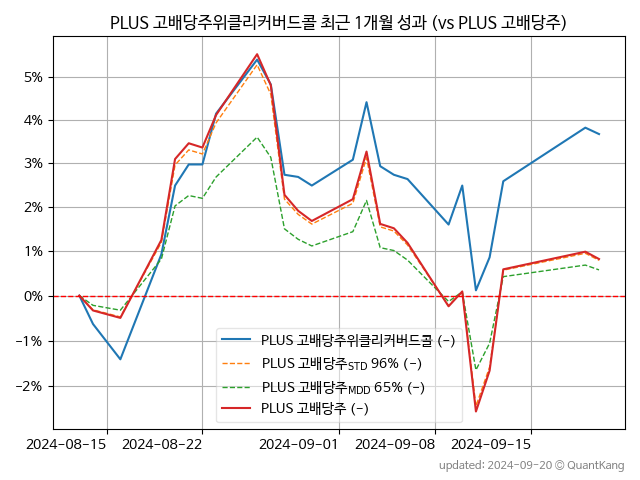 PLUS 고배당주위클리커버드콜 최근 1개월 성과 (vs PLUS 고배당주)
5%
4%
3%
2%
1%
0%
−1%
−2%
PLUS 고배당주위클리커버드콜 (−)
PLUS 고배당주STD 96% (−)
PLUS 고배당주MDD 65% (−)
PLUS 고배당주 (−)
2024−08−15 2024−08−22 2024−09−01 2024−09−08 2024−09−15
updated: 2024-09-20 © QuantKang